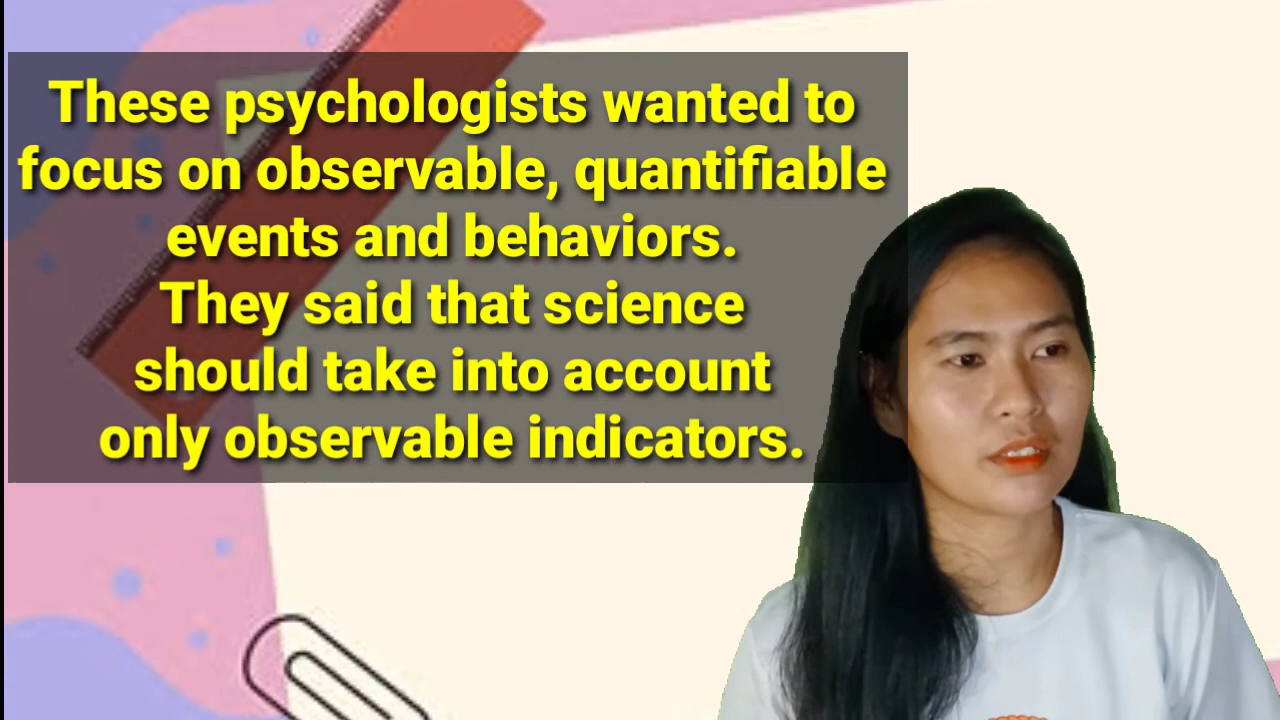 These psychologists wanted to
focus on observable, quantifiable
events and behaviors.
They said that science
should take into account
only observable indicators.